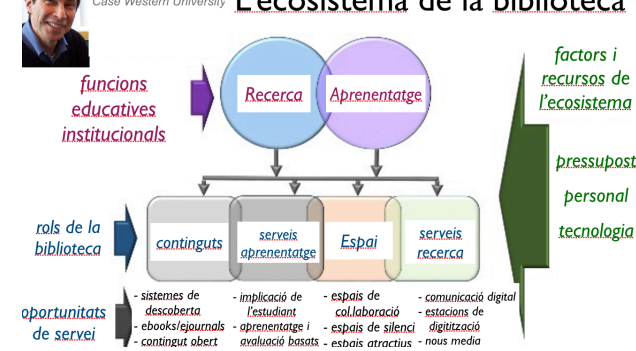 Case Western University
L'ecosistema de la biblioteca
funcions
educatives
institucionals
Recerca
Aprenentatge
factors i
recursos de
l'ecosistema
pressupost
personal
tecnologia
rols de la
biblioteca
continguts
serveis
aprenentatge
Espai
serveis
recerca
oportunitats
de servei
- sistemes de
descoberta
- ebooks/ejournals
- contingut obert
- implicació de
l'estudiant
- aprenentatge i
avaluació basats
- espais de
col.laboració
- espais de silenci
- espais atractius
- comunicació digital
- estacions de
digitització
- nous media